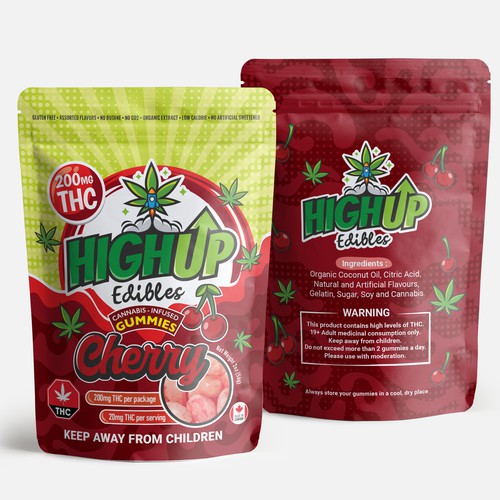 GLUTEN FREE • ASSORTED FLAVORS • NO BUTANE • NO CO2 • ORGANIC EXTRACT • LOW CALORIE • NO ARTIFICIAL SWEETENER
200MG
THC
HIGHUP
Edibles
CANNABIS - INFUSED
GUMMIES
Cherry
200mg THC per package
20mg THC per serving
THC
KEEP AWAY FROM CHILDREN
HIGHUP
Edibles
Ingredients :
Organic Coconut Oil, Citric Acid,
Natural and Artificial Flavours,
Gelatin, Sugar, Soy and Cannabis.
WARNING
This product contains high levels of THC.
19+ Adult medicinal consumption only.
Keep away from children.
Do not exceed more than 2 gummies a day.
Please use with moderation.
Always store your gummies in a cool, dry place